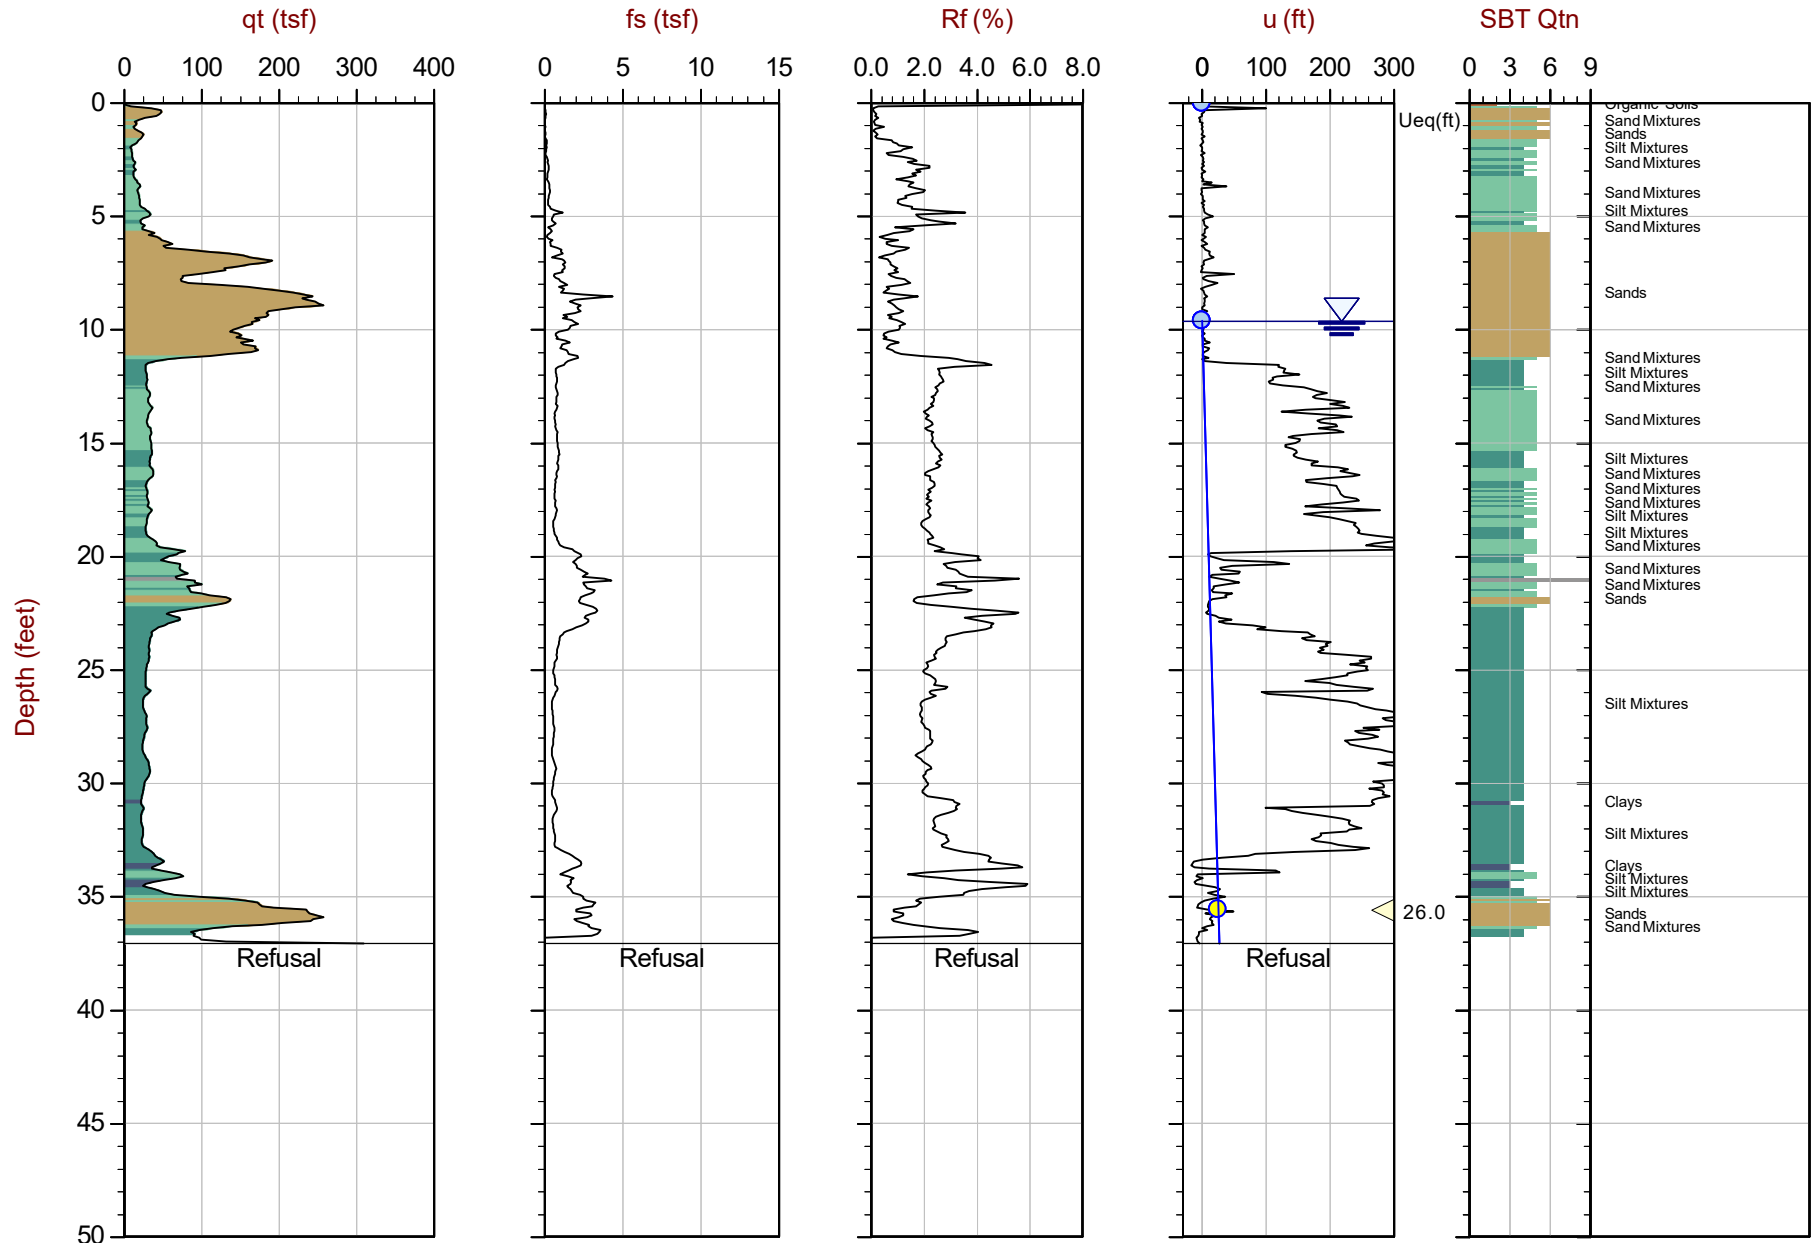 qt (tsf)
fs (tsf)
Rf (%)
u (ft)
SBT Qtn
0 100 200 300 400
0 5 10 15
0.0 2.0 4.0 6.0 8.0
0 100 200 300
0 3 6 9
Depth (feet)
0
5
10
15
20
25
30
35
40
45
50
Ueq(ft)
26.0
Refusal
Refusal
Refusal
Refusal
Organic Soils
Sand Mixtures
Sands
Silt Mixtures
Sand Mixtures
Sand Mixtures
Silt Mixtures
Sand Mixtures
Sands
Sand Mixtures
Silt Mixtures
Sand Mixtures
Sand Mixtures
Silt Mixtures
Sand Mixtures
Sand Mixtures
Sand Mixtures
Silt Mixtures
Silt Mixtures
Sand Mixtures
Sand Mixtures
Sand Mixtures
Sands
Silt Mixtures
Clays
Silt Mixtures
Clays
Silt Mixtures
Silt Mixtures
Sands
Sand Mixtures